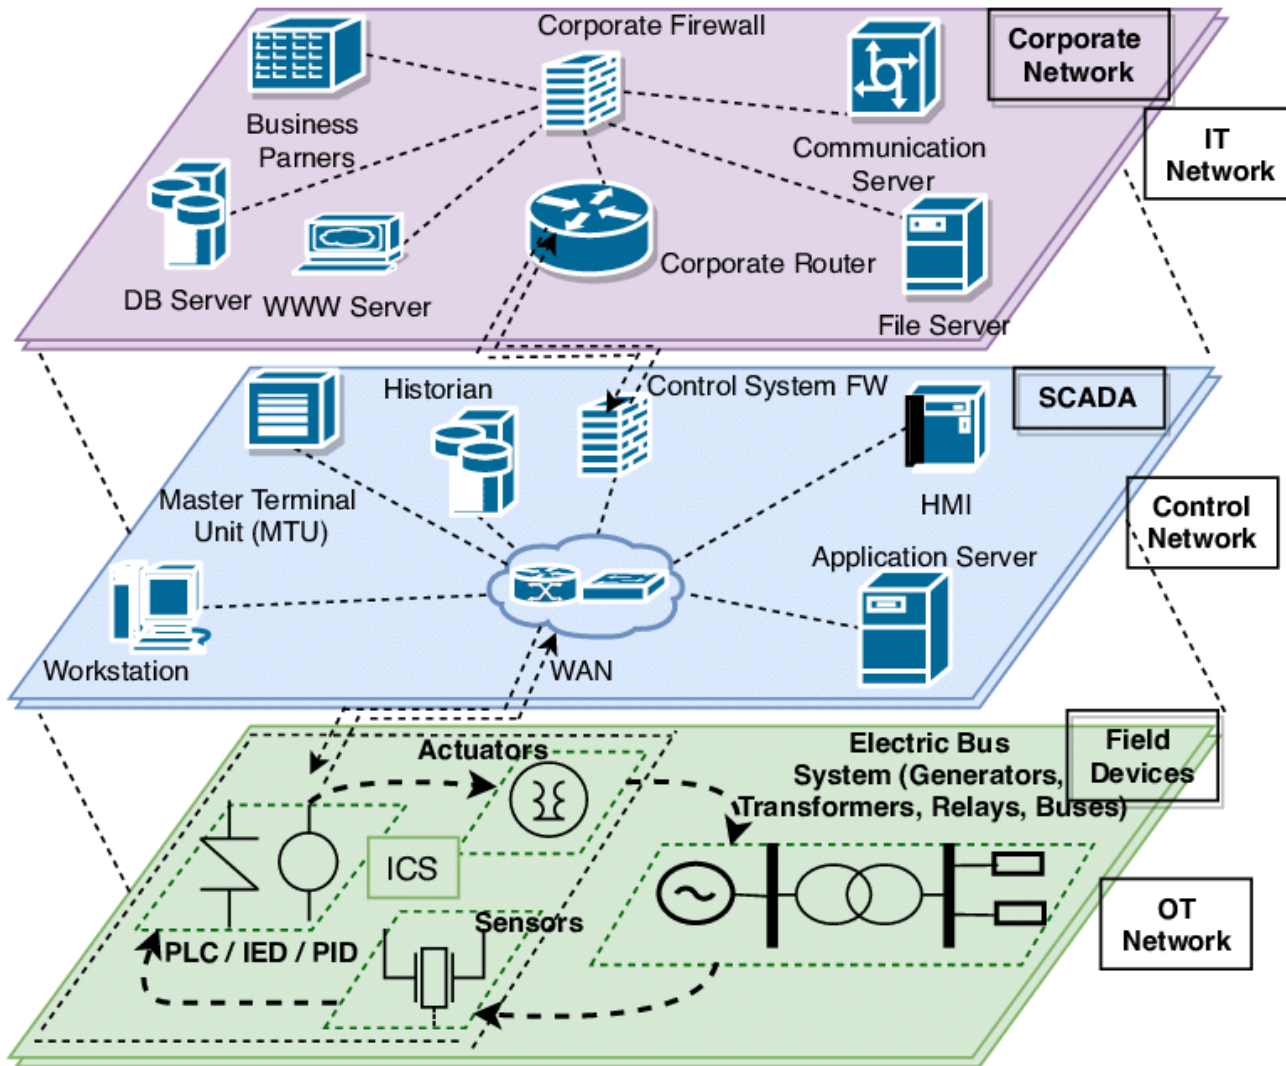 Corporate Firewall
Corporate
Network
IT
Network
Business
Parners
Communication
Server
DB Server
WWW Server
Corporate Router
File Server
Historian
Control System FW
SCADA
Master Terminal
Unit (MTU)
HMI
Control
Network
Application Server
Workstation
WAN
Actuators
Electric Bus
System (Generators,
Transformers, Relays, Buses)
Field
Devices
ICS
Sensors
PLC / IED / PID
OT
Network